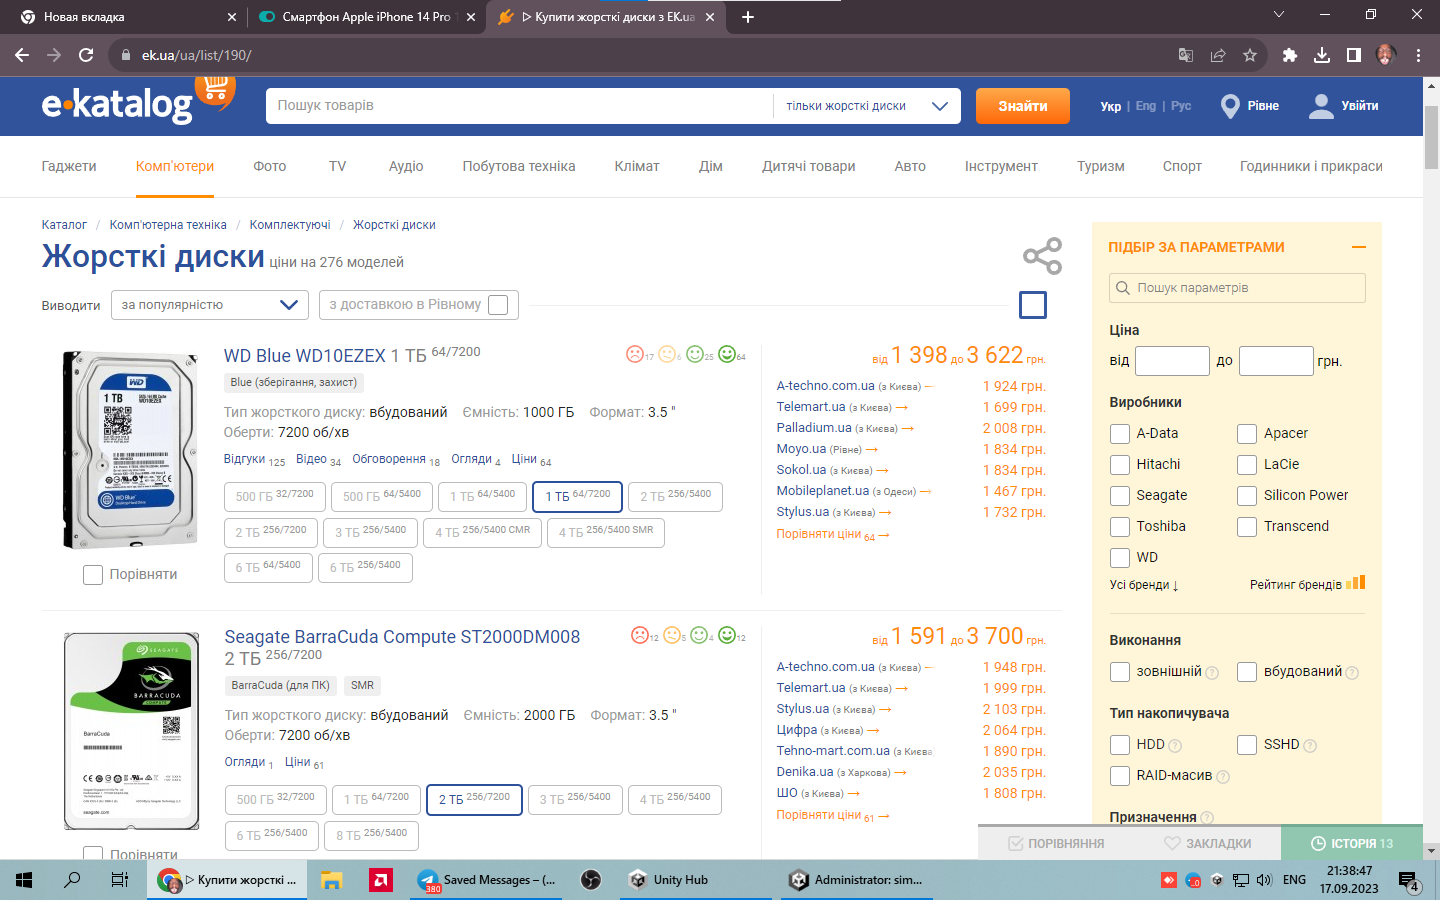 Нова вкладка
Смартфон Apple iPhone 14 Pro
ᐈ Купити жорсткі диски з EK.ua
ek.ua/ua/list/190/
e-katalog
Пошук товарів
тільки жорсткі диски
Знайти
Укр | Eng | Рус
Рівне
Увійти
Гаджети Комп'ютери Фото TV Аудіо Побутова техніка Клімат Дім Дитячі товари Авто Інструмент Туризм Спорт Годинники і прикраси
Каталог / Комп'ютерна техніка / Комплектуючі / Жорсткі диски
Жорсткі диски ціни на 276 моделей
Виводити за популярністю з доставкою в Рівному
WD Blue WD10EZEX 1 ТБ 64/7200
17 6 25 64
Blue (зберігання, захист)
Тип жорсткого диску: вбудований Ємність: 1000 ГБ Формат: 3.5 "
Оберти: 7200 об/хв
Відгуки 125 Відео 34 Обговорення 18 Огляди 4 Ціни 64
500 ГБ 32/7200 500 ГБ 64/5400 1 ТБ 64/5400 1 ТБ 64/7200 2 ТБ 256/5400
2 ТБ 256/7200 3 ТБ 256/5400 4 ТБ 256/5400 CMR 4 ТБ 256/5400 SMR
6 ТБ 64/5400 6 ТБ 256/5400
WD
1 TB
WD Blue
Порівняти
від 1 398 до 3 622 грн.
A-techno.com.ua (з Києва) 1 924 грн.
Telemart.ua (з Києва) → 1 699 грн.
Palladium.ua (з Києва) → 2 008 грн.
Moyo.ua (Рівне) → 1 834 грн.
Sokol.ua (з Києва) → 1 834 грн.
Mobileplanet.ua (з Одеси) → 1 467 грн.
Stylus.ua (з Києва) → 1 732 грн.
Порівняти ціни 64 →
Seagate BarraCuda Compute ST2000DM008
2 ТБ 256/7200
12 5 4 12
BarraCuda (для ПК) SMR
Тип жорсткого диску: вбудований Ємність: 2000 ГБ Формат: 3.5 "
Оберти: 7200 об/хв
Огляди 1 Ціни 61
500 ГБ 32/7200 1 ТБ 64/7200 2 ТБ 256/7200 3 ТБ 256/5400 4 ТБ 256/5400
6 ТБ 256/5400 8 ТБ 256/5400
SEAGATE
BARRACUDA
COMPUTE
BarraCuda
seagate.com
Порівняти
від 1 591 до 3 700 грн.
A-techno.com.ua (з Києва) 1 948 грн.
Telemart.ua (з Києва) → 1 999 грн.
Stylus.ua (з Києва) → 2 103 грн.
Цифра (з Києва) → 2 064 грн.
Tehno-mart.com.ua (з Києва 1 890 грн.
Denika.ua (з Харкова) → 2 035 грн.
ШО (з Києва) → 1 808 грн.
Порівняти ціни 61 →
ПІДБІР ЗА ПАРАМЕТРАМИ
Пошук параметрів
Ціна
від до грн.
Виробники
A-Data Apacer
Hitachi LaCie
Seagate Silicon Power
Toshiba Transcend
WD
Усі бренди ↓ Рейтинг брендів
Виконання
зовнішній ? вбудований ?
Тип накопичувача
HDD ? SSHD ?
RAID-масив ?
Призначення ?
ПОРІВНЯННЯ ЗАКЛАДКИ ІСТОРІЯ 13
ᐈ Купити жорсткі ...
380
Saved Messages – (...
Unity Hub
Administrator: sim...
ENG
21:38:47
17.09.2023
4